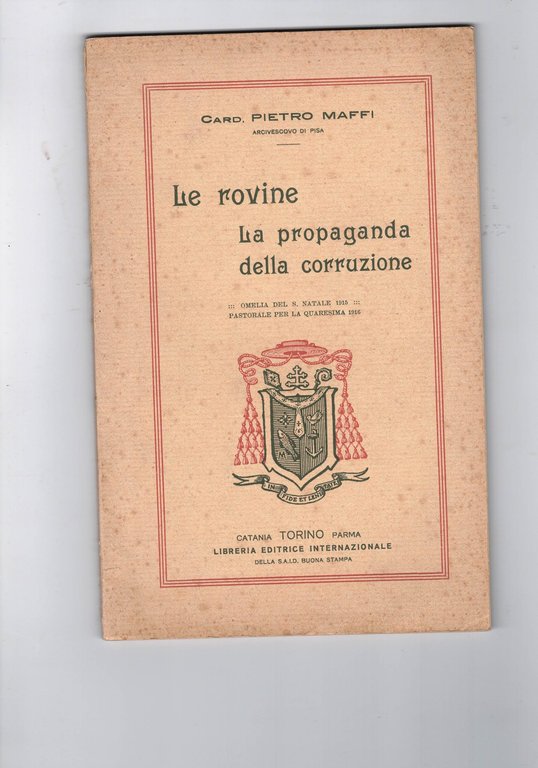 CARD. PIETRO MAFFI
ARCIVESCOVO DI PISA
Le rovine
La propaganda
della corruzione
::: OMELIA DEL S. NATALE 1915 :::
PASTORALE PER LA QUARESIMA 1916
M
IN FIDE ET LENITATE
CATANIA TORINO PARMA
LIBRERIA EDITRICE INTERNAZIONALE
DELLA S.A.I.D. BUONA STAMPA